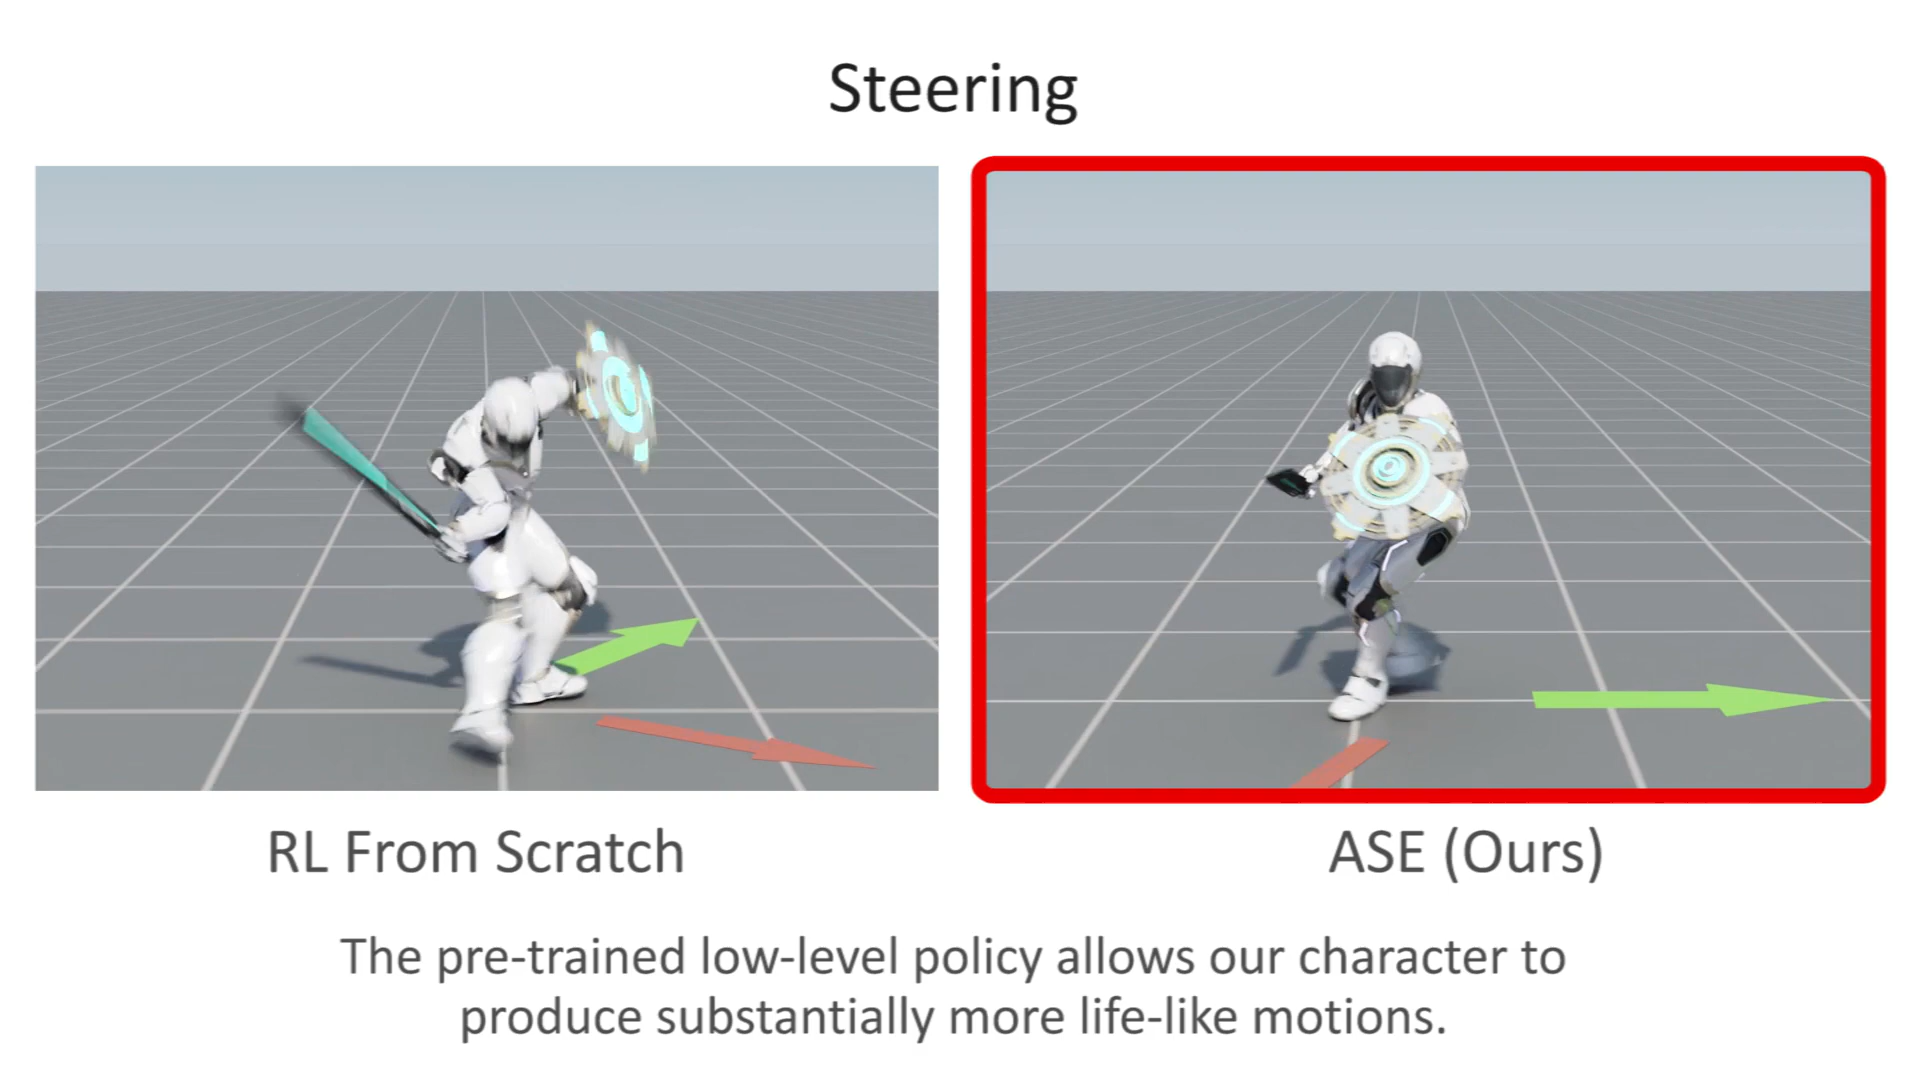 Steering
RL From Scratch
ASE (Ours)
The pre-trained low-level policy allows our character to
produce substantially more life-like motions.